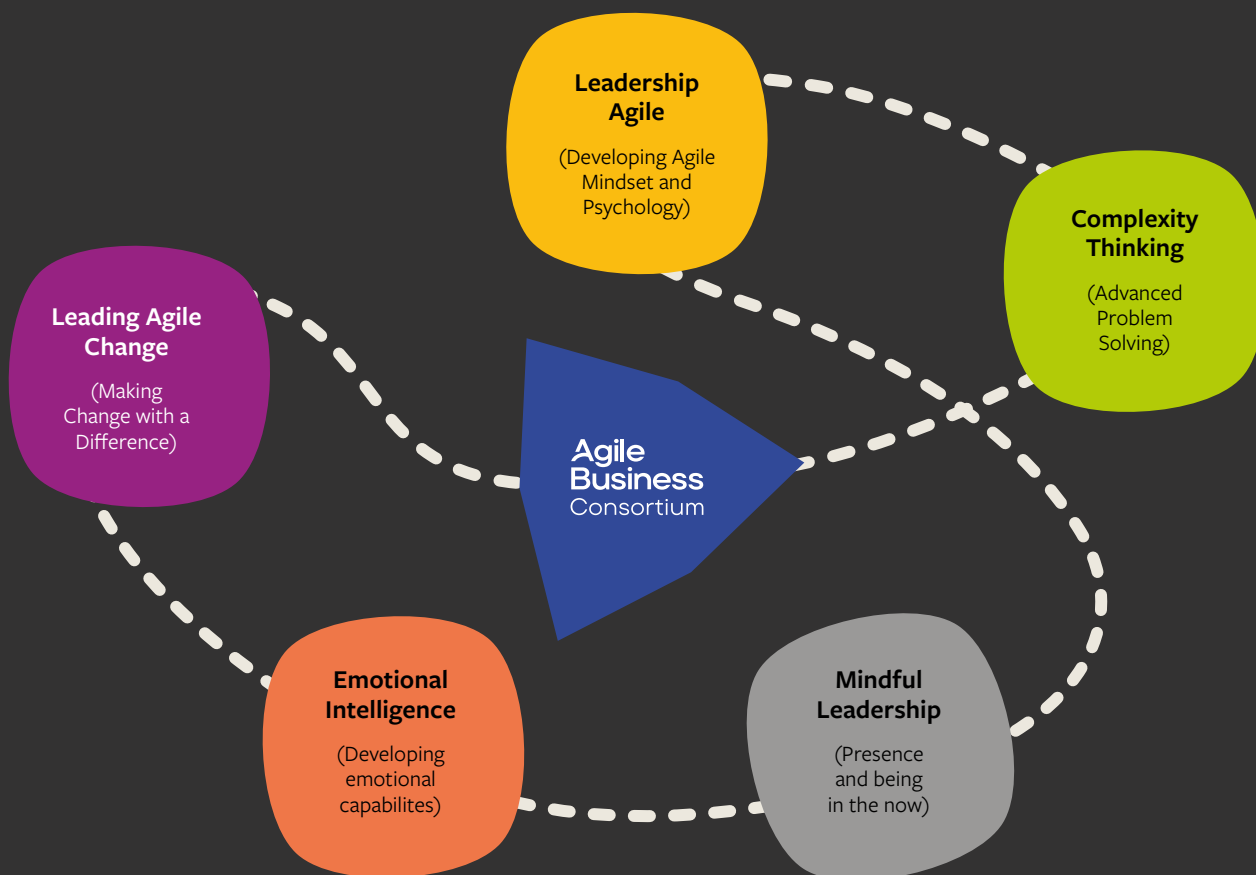 Leadership
Agile
(Developing Agile
Mindset and
Psychology)
Complexity
Thinking
(Advanced
Problem
Solving)
Leading Agile
Change
(Making
Change with a
Difference)
Agile
Business
Consortium
Emotional
Intelligence
(Developing
emotional
capabilites)
Mindful
Leadership
(Presence
and being
in the now)